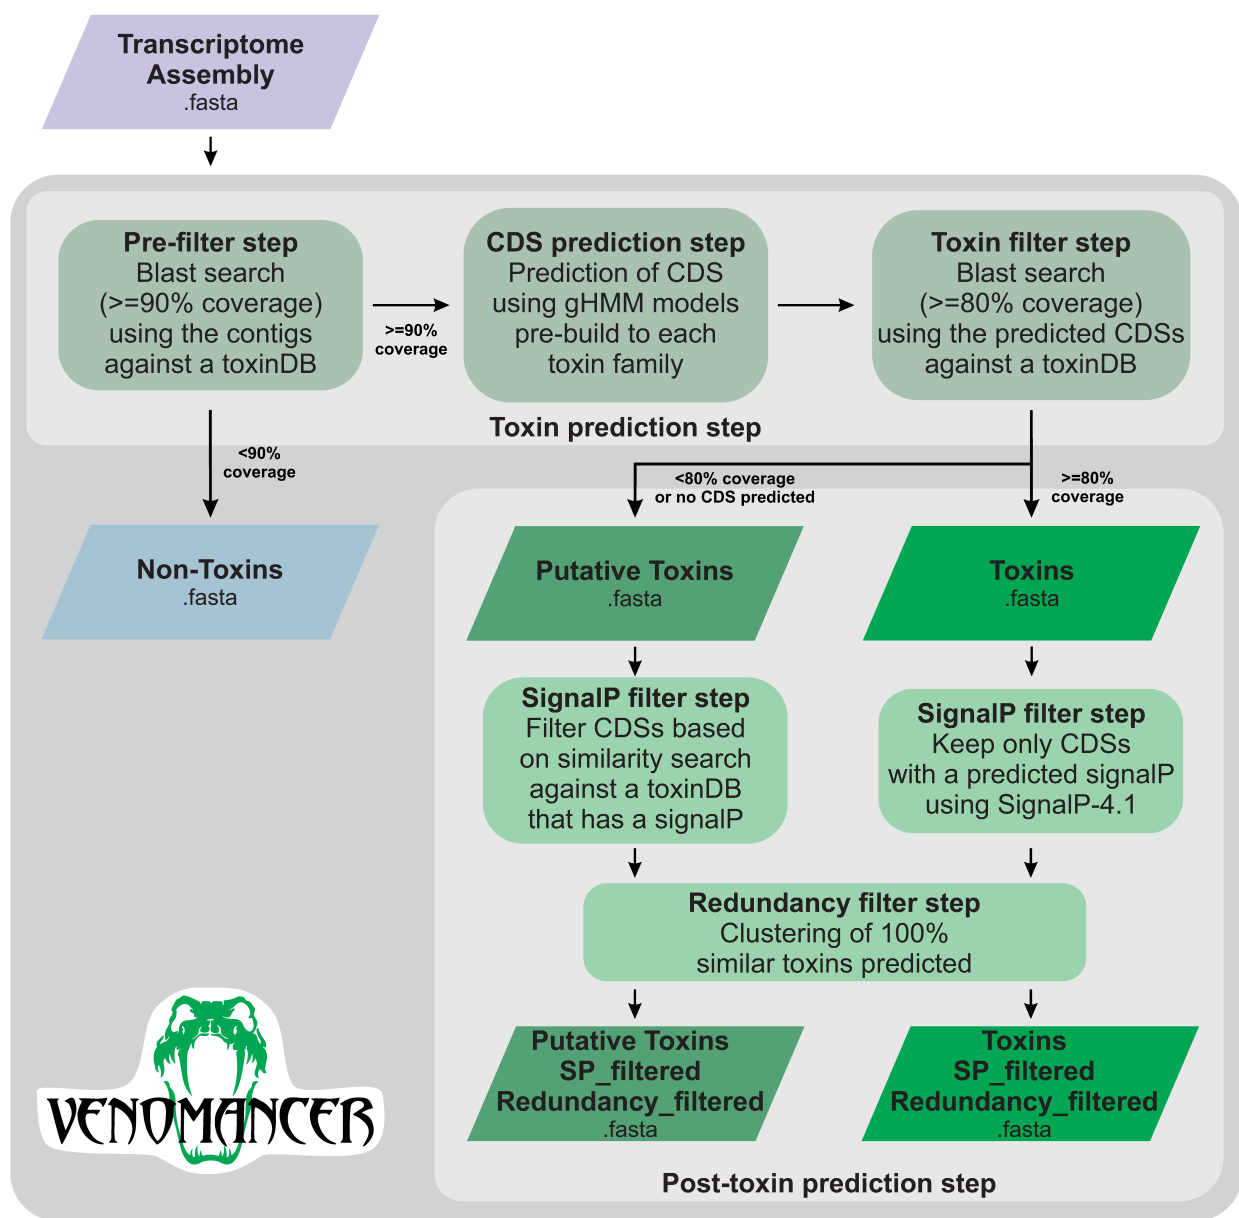 Transcriptome
Assembly
.fasta
Pre-filter step
Blast search
(>=90% coverage)
using the contigs
against a toxinDB
>=90%
coverage
CDS prediction step
Prediction of CDS
using gHMM models
pre-build to each
toxin family
Toxin filter step
Blast search
(>=80% coverage)
using the predicted CDSs
against a toxinDB
Toxin prediction step
<90%
coverage
<80% coverage
or no CDS predicted
>=80%
coverage
Non-Toxins
.fasta
Putative Toxins
.fasta
Toxins
.fasta
SignalP filter step
Filter CDSs based
on similarity search
against a toxinDB
that has a signalP
SignalP filter step
Keep only CDSs
with a predicted signalP
using SignalP-4.1
Redundancy filter step
Clustering of 100%
similar toxins predicted
Putative Toxins
SP_filtered
Redundancy_filtered
.fasta
Toxins
SP_filtered
Redundancy_filtered
.fasta
VENOMANCER
Post-toxin prediction step